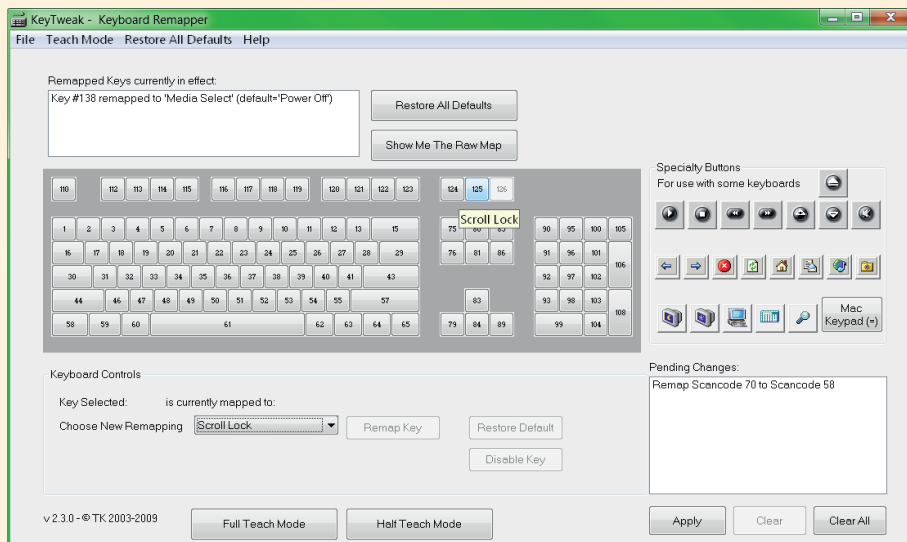 KeyTweak - Keyboard Remapper
File Teach Mode Restore All Defaults Help
Remapped Keys currently in effect:
Key #138 remapped to 'Media Select' (default='Power Off')
Restore All Defaults
Show Me The Raw Map
Specialty Buttons
For use with some keyboards
110 112 113 114 115 116 117 118 119 120 121 122 123 124 125 126
Scroll Lock
1 2 3 4 5 6 7 8 9 10 11 12 13 15 75 80 85 90 95 100 105
16 17 18 19 20 21 22 23 24 25 26 27 28 29 76 81 86 91 96 101
106
30 31 32 33 34 35 36 37 38 39 40 41 43 92 97 102
44 46 47 48 49 50 51 52 53 54 55 57 83 93 98 103
108
58 59 60 61 62 63 64 65 79 84 89 99 104
Mac
Keypad (=)
Keyboard Controls
Key Selected: is currently mapped to:
Choose New Remapping Scroll Lock Remap Key Restore Default
Disable Key
Pending Changes:
Remap Scancode 70 to Scancode 58
v 2.3.0 - © TK 2003-2009
Full Teach Mode Half Teach Mode
Apply Clear Clear All